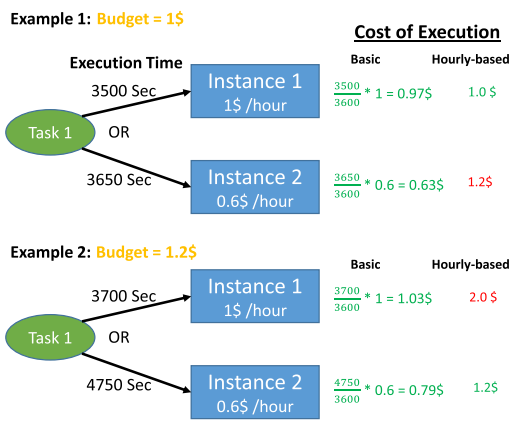 Example 1: Budget = 1$
Cost of Execution
Basic Hourly-based
Execution Time
3500 Sec
Instance 1
1$ /hour
3500/3600 * 1 = 0.97$ 1.0 $
Task 1 OR
3650 Sec
Instance 2
0.6$ /hour
3650/3600 * 0.6 = 0.63$ 1.2$
Example 2: Budget = 1.2$
Basic Hourly-based
3700 Sec
Instance 1
1$ /hour
3700/3600 * 1 = 1.03$ 2.0 $
Task 1 OR
4750 Sec
Instance 2
0.6$ /hour
4750/3600 * 0.6 = 0.79$ 1.2$